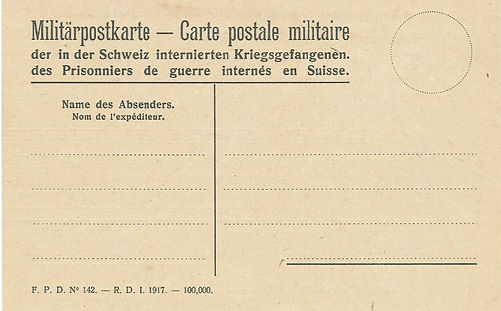 Militärpostkarte — Carte postale militaire
der in der Schweiz internierten Kriegsgefangenen.
des Prisonniers de guerre internés en Suisse.
Name des Absenders.
Nom de l'expéditeur.
F. P. D. Nº 142. — R. D. I. 1917. — 100,000.